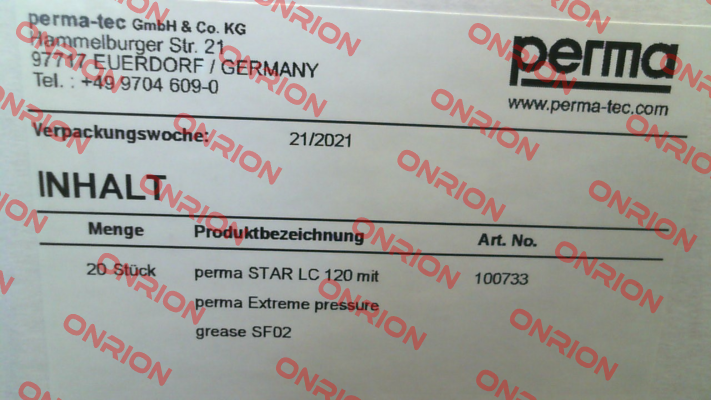 perma-tec GmbH & Co. KG
Hammelburger Str. 21
97717 EUERDORF / GERMANY
Tel. : +49 9704 609-0
perma
www.perma-tec.com
Verpackungswoche: 21/2021
INHALT
Menge Produktbezeichnung Art. No.
20 Stück perma STAR LC 120 mit 100733
perma Extreme pressure
grease SF02
ONRION